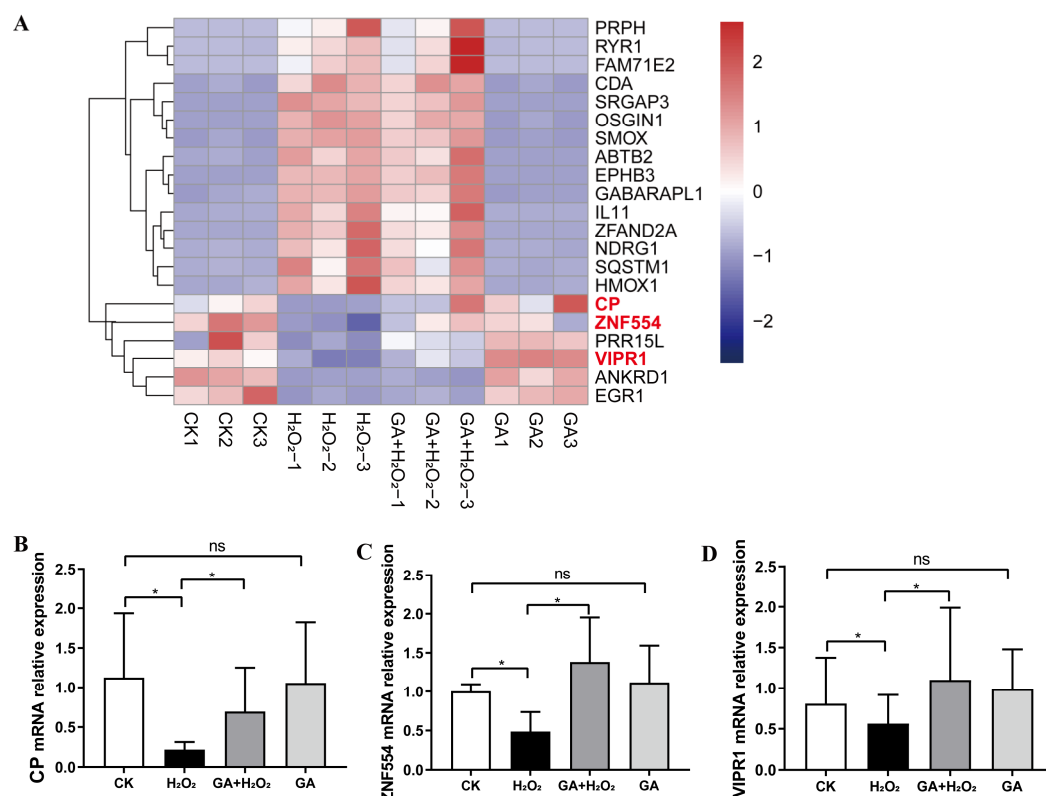 A
PRPH
RYR1
FAM71E2
CDA
SRGAP3
OSGIN1
SMOX
ABTB2
EPHB3
GABARAPL1
IL11
ZFAND2A
NDRG1
SQSTM1
HMOX1
CP
ZNF554
PRR15L
VIPR1
ANKRD1
EGR1
2
1
0
−1
−2
CK1
CK2
CK3
H₂O₂−1
H₂O₂−2
H₂O₂−3
GA+H₂O₂−1
GA+H₂O₂−2
GA+H₂O₂−3
GA1
GA2
GA3
B
CP mRNA relative expression
2.5
2.0
1.5
1.0
0.5
0.0
ns
*
*
CK
H₂O₂
GA+H₂O₂
GA
C
ZNF554 mRNA relative expression
2.5
2.0
1.5
1.0
0.5
0.0
ns
*
*
CK
H₂O₂
GA+H₂O₂
GA
D
VIPR1 mRNA relative expression
2.5
2.0
1.5
1.0
0.5
0.0
ns
*
*
CK
H₂O₂
GA+H₂O₂
GA